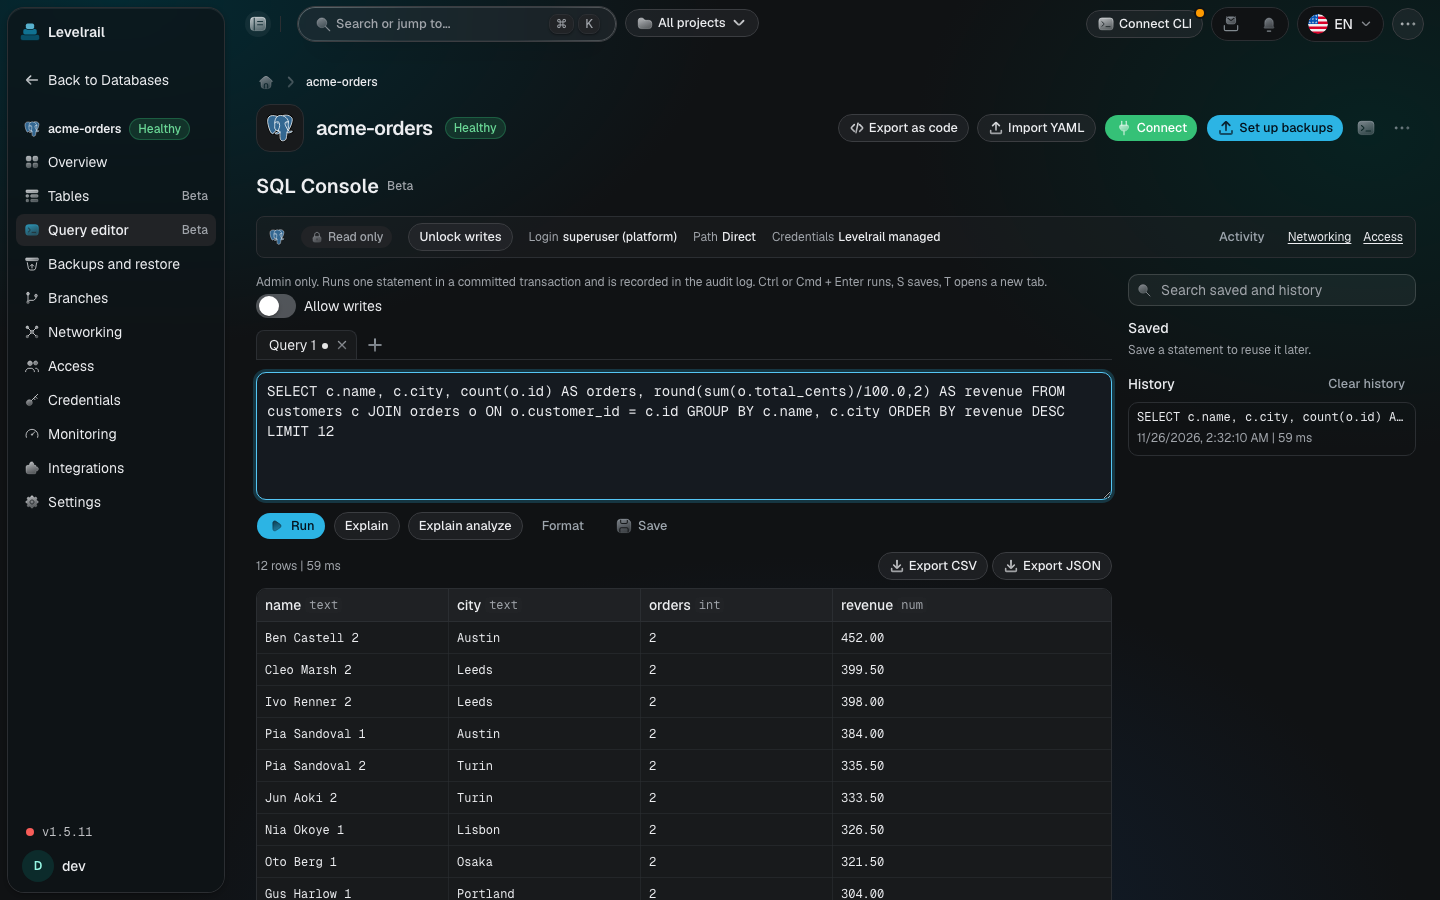 Levelrail
Search or jump to...
⌘ K
All projects
Connect CLI
EN
Back to Databases
acme-orders Healthy
Overview
Tables Beta
Query editor Beta
Backups and restore
Branches
Networking
Access
Credentials
Monitoring
Integrations
Settings
v1.5.11
D dev
acme-orders
acme-orders Healthy
Export as code
Import YAML
Connect
Set up backups
SQL Console Beta
Read only
Unlock writes
Login superuser (platform) Path Direct Credentials Levelrail managed
Activity Networking Access
Admin only. Runs one statement in a committed transaction and is recorded in the audit log. Ctrl or Cmd + Enter runs, S saves, T opens a new tab.
Allow writes
Query 1
SELECT c.name, c.city, count(o.id) AS orders, round(sum(o.total_cents)/100.0,2) AS revenue FROM
customers c JOIN orders o ON o.customer_id = c.id GROUP BY c.name, c.city ORDER BY revenue DESC
LIMIT 12
Run Explain Explain analyze Format Save
12 rows | 59 ms
Export CSV Export JSON
name text city text orders int revenue num
Ben Castell 2 Austin 2 452.00
Cleo Marsh 2 Leeds 2 399.50
Ivo Renner 2 Leeds 2 398.00
Pia Sandoval 1 Austin 2 384.00
Pia Sandoval 2 Turin 2 335.50
Jun Aoki 2 Turin 2 333.50
Nia Okoye 1 Lisbon 2 326.50
Oto Berg 1 Osaka 2 321.50
Gus Harlow 1 Portland 2 304.00
Search saved and history
Saved
Save a statement to reuse it later.
History Clear history
SELECT c.name, c.city, count(o.id) A…
11/26/2026, 2:32:10 AM | 59 ms